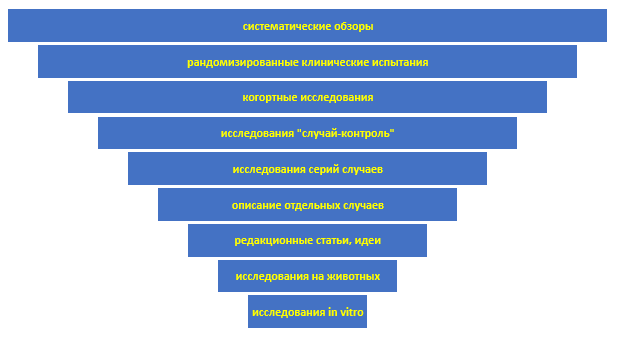 систематические обзоры
рандомизированные клинические испытания
когортные исследования
исследования "случай-контроль"
исследования серий случаев
описание отдельных случаев
редакционные статьи, идеи
исследования на животных
исследования in vitro